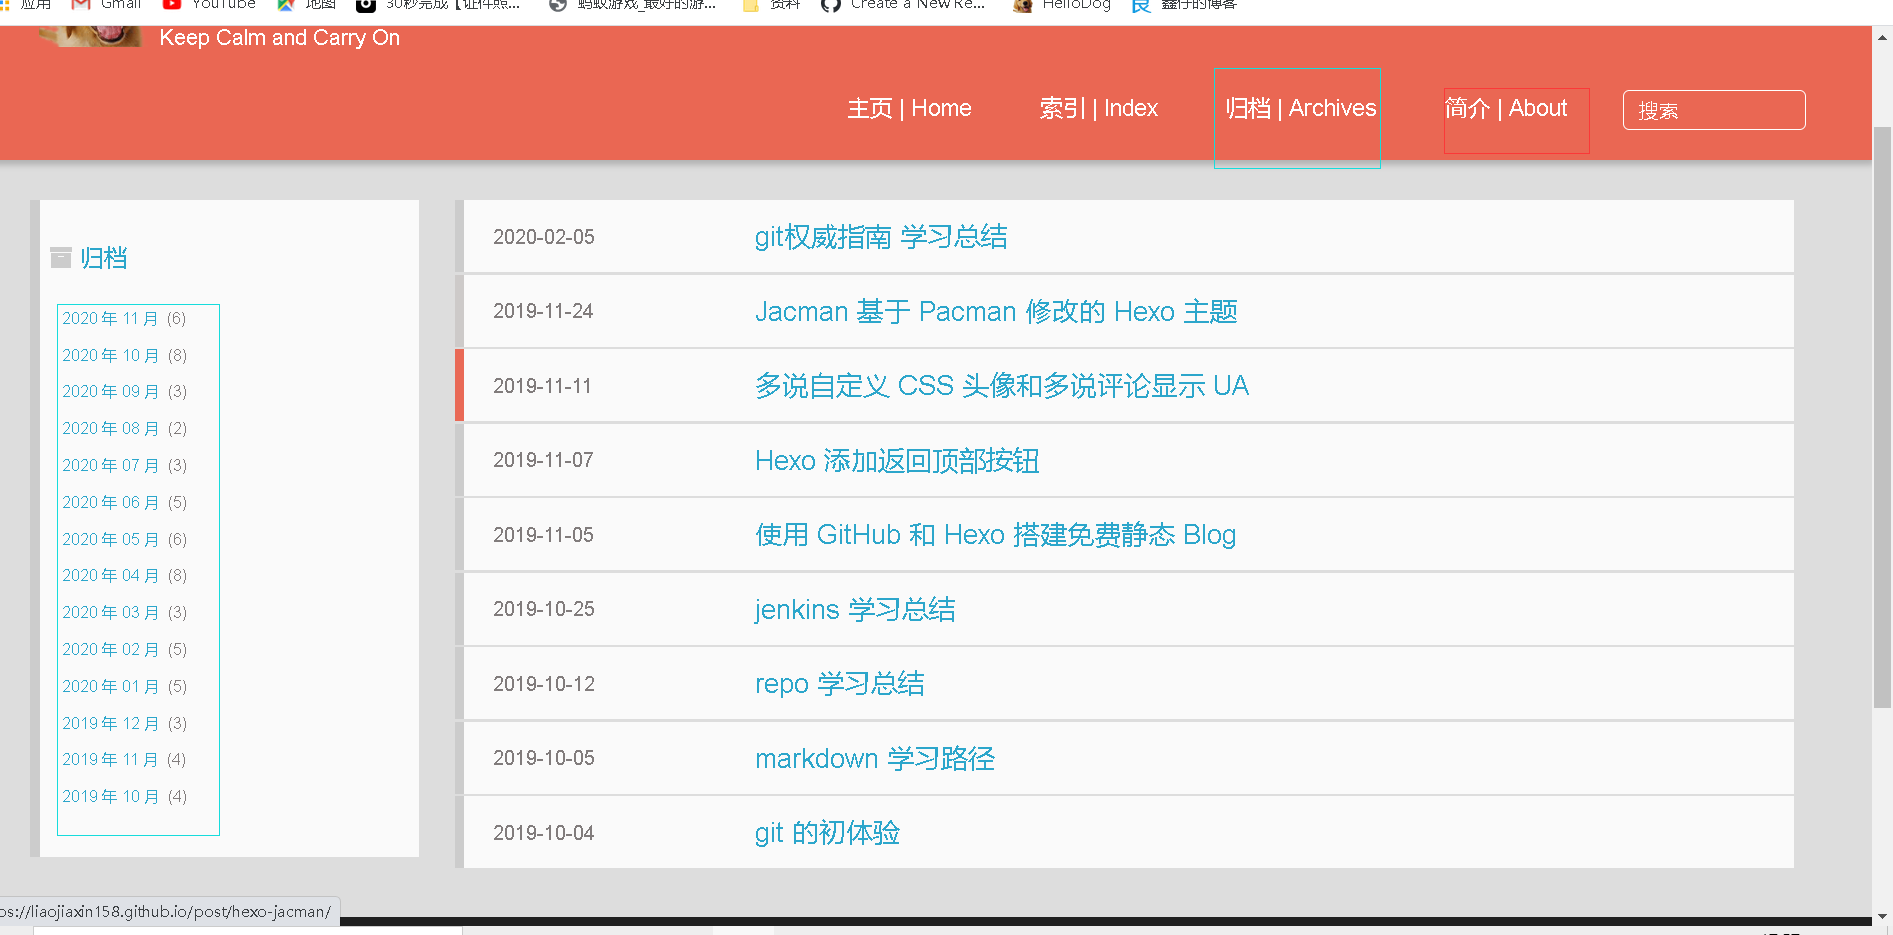 应用 Gmail YouTube 地图 30秒完成【证件照... 蚂蚁游戏_最好的游... 资料 Create a New Re... HelloDog 鑫仔的博客
Keep Calm and Carry On
主页 | Home 索引 | Index 归档 | Archives 简介 | About 搜索
归档
2020 年 11 月 (6)
2020 年 10 月 (8)
2020 年 09 月 (3)
2020 年 08 月 (2)
2020 年 07 月 (3)
2020 年 06 月 (5)
2020 年 05 月 (6)
2020 年 04 月 (8)
2020 年 03 月 (3)
2020 年 02 月 (5)
2020 年 01 月 (5)
2019 年 12 月 (3)
2019 年 11 月 (4)
2019 年 10 月 (4)
2020-02-05 git权威指南 学习总结
2019-11-24 Jacman 基于 Pacman 修改的 Hexo 主题
2019-11-11 多说自定义 CSS 头像和多说评论显示 UA
2019-11-07 Hexo 添加返回顶部按钮
2019-11-05 使用 GitHub 和 Hexo 搭建免费静态 Blog
2019-10-25 jenkins 学习总结
2019-10-12 repo 学习总结
2019-10-05 markdown 学习路径
2019-10-04 git 的初体验
ps://liaojiaxin158.github.io/post/hexo-jacman/